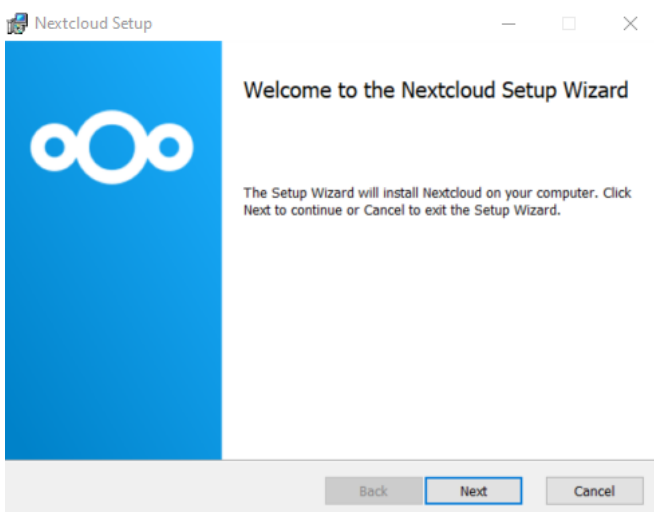 Nextcloud Setup
Welcome to the Nextcloud Setup Wizard
The Setup Wizard will install Nextcloud on your computer. Click
Next to continue or Cancel to exit the Setup Wizard.
Back
Next
Cancel